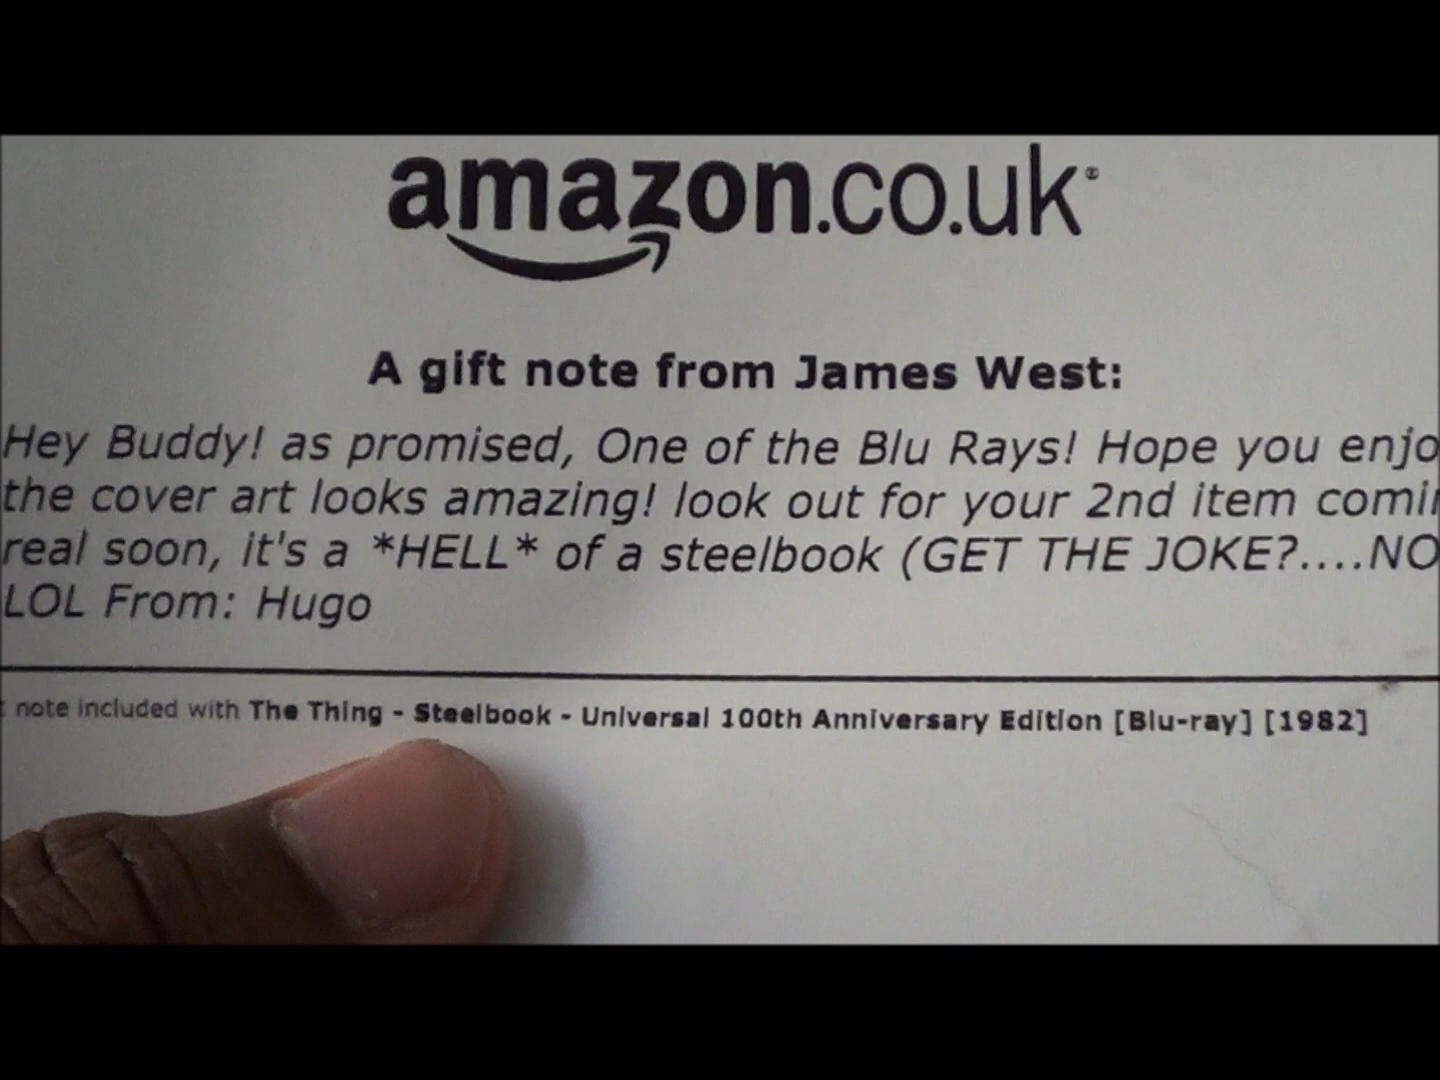 amazon.co.uk®
A gift note from James West:
Hey Buddy! as promised, One of the Blu Rays! Hope you enjo
the cover art looks amazing! look out for your 2nd item comin
real soon, it's a *HELL* of a steelbook (GET THE JOKE?....NO
LOL From: Hugo
note included with The Thing - Steelbook - Universal 100th Anniversary Edition [Blu-ray] [1982]